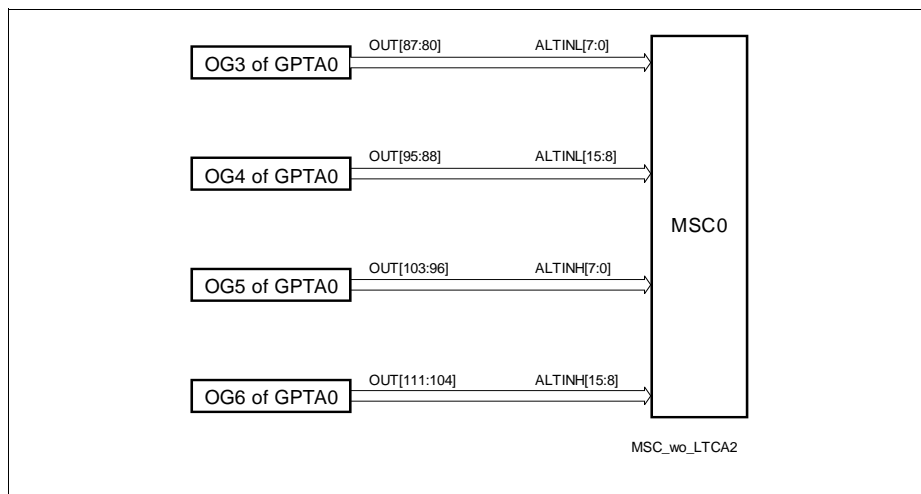 OUT[87:80] ALTINL[7:0]
OG3 of GPTA0
OUT[95:88] ALTINL[15:8]
OG4 of GPTA0
MSC0
OUT[103:96] ALTINH[7:0]
OG5 of GPTA0
OUT[111:104] ALTINH[15:8]
OG6 of GPTA0
MSC_wo_LTCA2